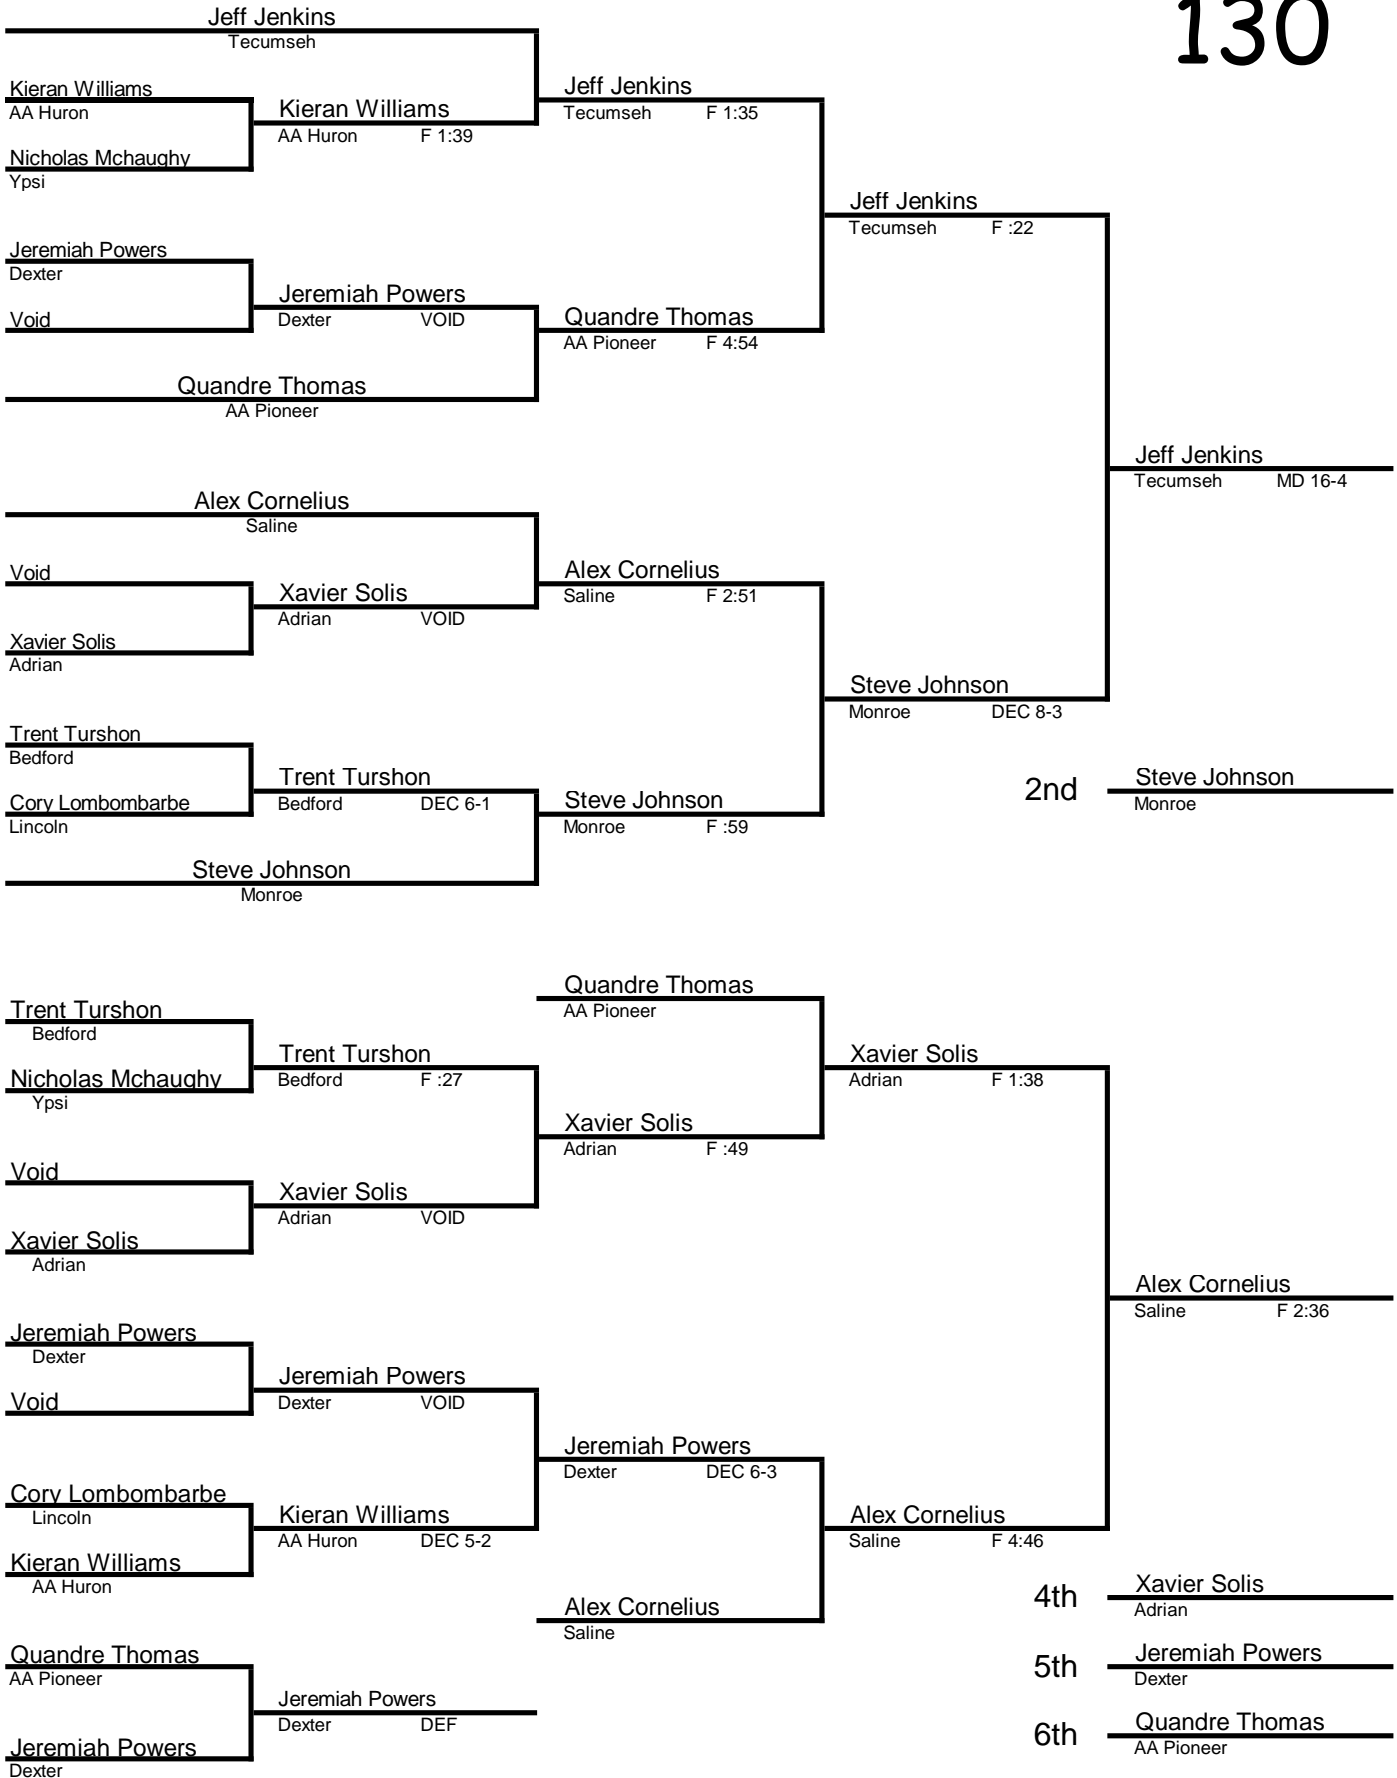 130
Jeff Jenkins
Tecumseh
Kieran Williams
AA Huron
Kieran Williams
AA Huron F 1:39
Nicholas Mchaughy
Ypsi
Jeff Jenkins
Tecumseh F 1:35
Jeff Jenkins
Tecumseh F :22
Jeremiah Powers
Dexter
Jeremiah Powers
Dexter VOID
Void
Quandre Thomas
AA Pioneer F 4:54
Quandre Thomas
AA Pioneer
Jeff Jenkins
Tecumseh MD 16-4
Alex Cornelius
Saline
Void
Xavier Solis
Adrian VOID
Xavier Solis
Adrian
Alex Cornelius
Saline F 2:51
Steve Johnson
Monroe DEC 8-3
Trent Turshon
Bedford
Trent Turshon
Bedford DEC 6-1
Cory Lombombarbe
Lincoln
Steve Johnson
Monroe F :59
Steve Johnson
Monroe
2nd Steve Johnson
Monroe
Quandre Thomas
AA Pioneer
Trent Turshon
Bedford
Trent Turshon
Bedford F :27
Nicholas Mchaughy
Ypsi
Xavier Solis
Adrian F 1:38
Xavier Solis
Adrian F :49
Void
Xavier Solis
Adrian VOID
Xavier Solis
Adrian
Alex Cornelius
Saline F 2:36
Jeremiah Powers
Dexter
Jeremiah Powers
Dexter VOID
Void
Jeremiah Powers
Dexter DEC 6-3
Cory Lombombarbe
Lincoln
Kieran Williams
AA Huron DEC 5-2
Kieran Williams
AA Huron
Alex Cornelius
Saline F 4:46
Alex Cornelius
Saline
4th Xavier Solis
Adrian
Quandre Thomas
AA Pioneer
Jeremiah Powers
Dexter DEF
Jeremiah Powers
Dexter
5th Jeremiah Powers
Dexter
6th Quandre Thomas
AA Pioneer